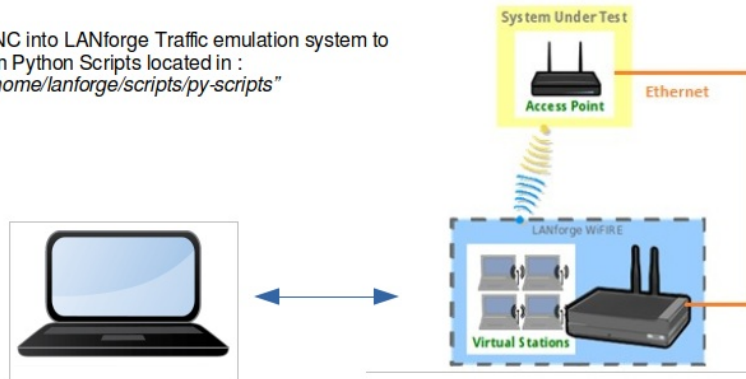 NC into LANforge Traffic emulation system to
n Python Scripts located in :
ome/lanforge/scripts/py-scripts”
System Under Test
Access Point
Ethernet
LANforge WiFIRE
Virtual Stations